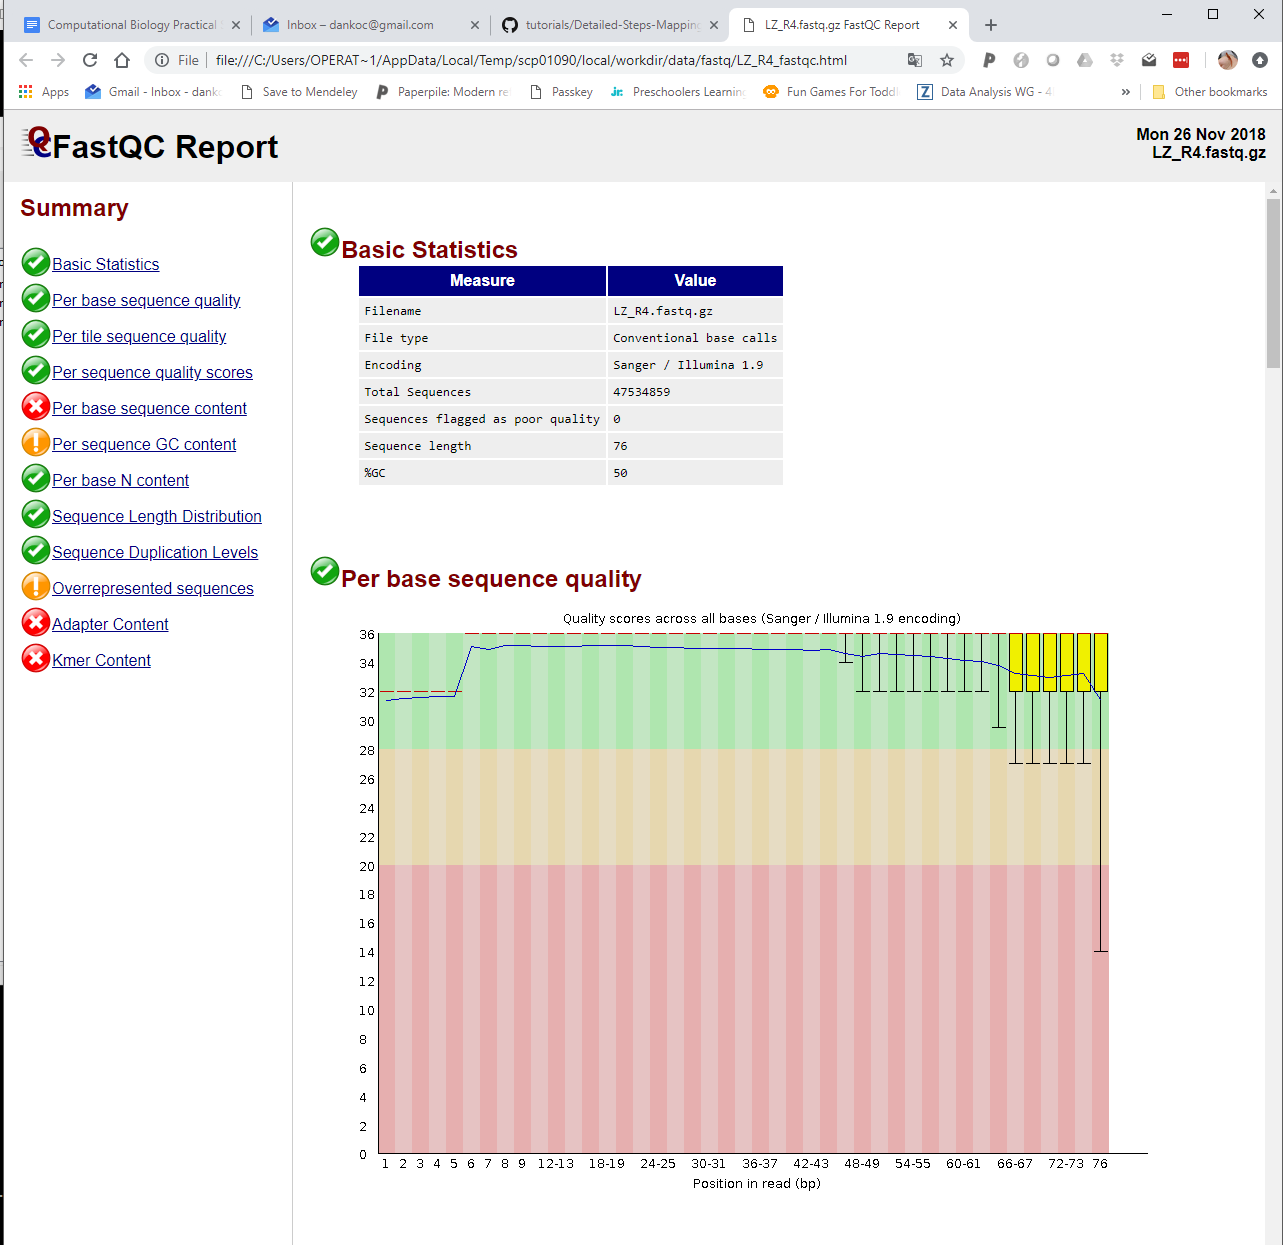 Computational Biology Practical
Inbox – dankoc@gmail.com
tutorials/Detailed-Steps-Mapping
LZ_R4.fastq.gz FastQC Report
File
file:///C:/Users/OPERAT~1/AppData/Local/Temp/scp01090/local/workdir/data/fastq/LZ_R4_fastqc.html
Apps
Gmail - Inbox - dank
Save to Mendeley
Paperpile: Modern re
Passkey
Jr. Preschoolers Learning
Fun Games For Toddl
Z Data Analysis WG - 4
»
Other bookmarks
QC FastQC Report
Mon 26 Nov 2018
LZ_R4.fastq.gz
Summary
Basic Statistics
Per base sequence quality
Per tile sequence quality
Per sequence quality scores
Per base sequence content
Per sequence GC content
Per base N content
Sequence Length Distribution
Sequence Duplication Levels
Overrepresented sequences
Adapter Content
Kmer Content
Basic Statistics
Measure Value
Filename LZ_R4.fastq.gz
File type Conventional base calls
Encoding Sanger / Illumina 1.9
Total Sequences 47534859
Sequences flagged as poor quality 0
Sequence length 76
%GC 50
Per base sequence quality
Quality scores across all bases (Sanger / Illumina 1.9 encoding)
36
34
32
30
28
26
24
22
20
18
16
14
12
10
8
6
4
2
0
1 2 3 4 5 6 7 8 9 12-13 18-19 24-25 30-31 36-37 42-43 48-49 54-55 60-61 66-67 72-73 76
Position in read (bp)